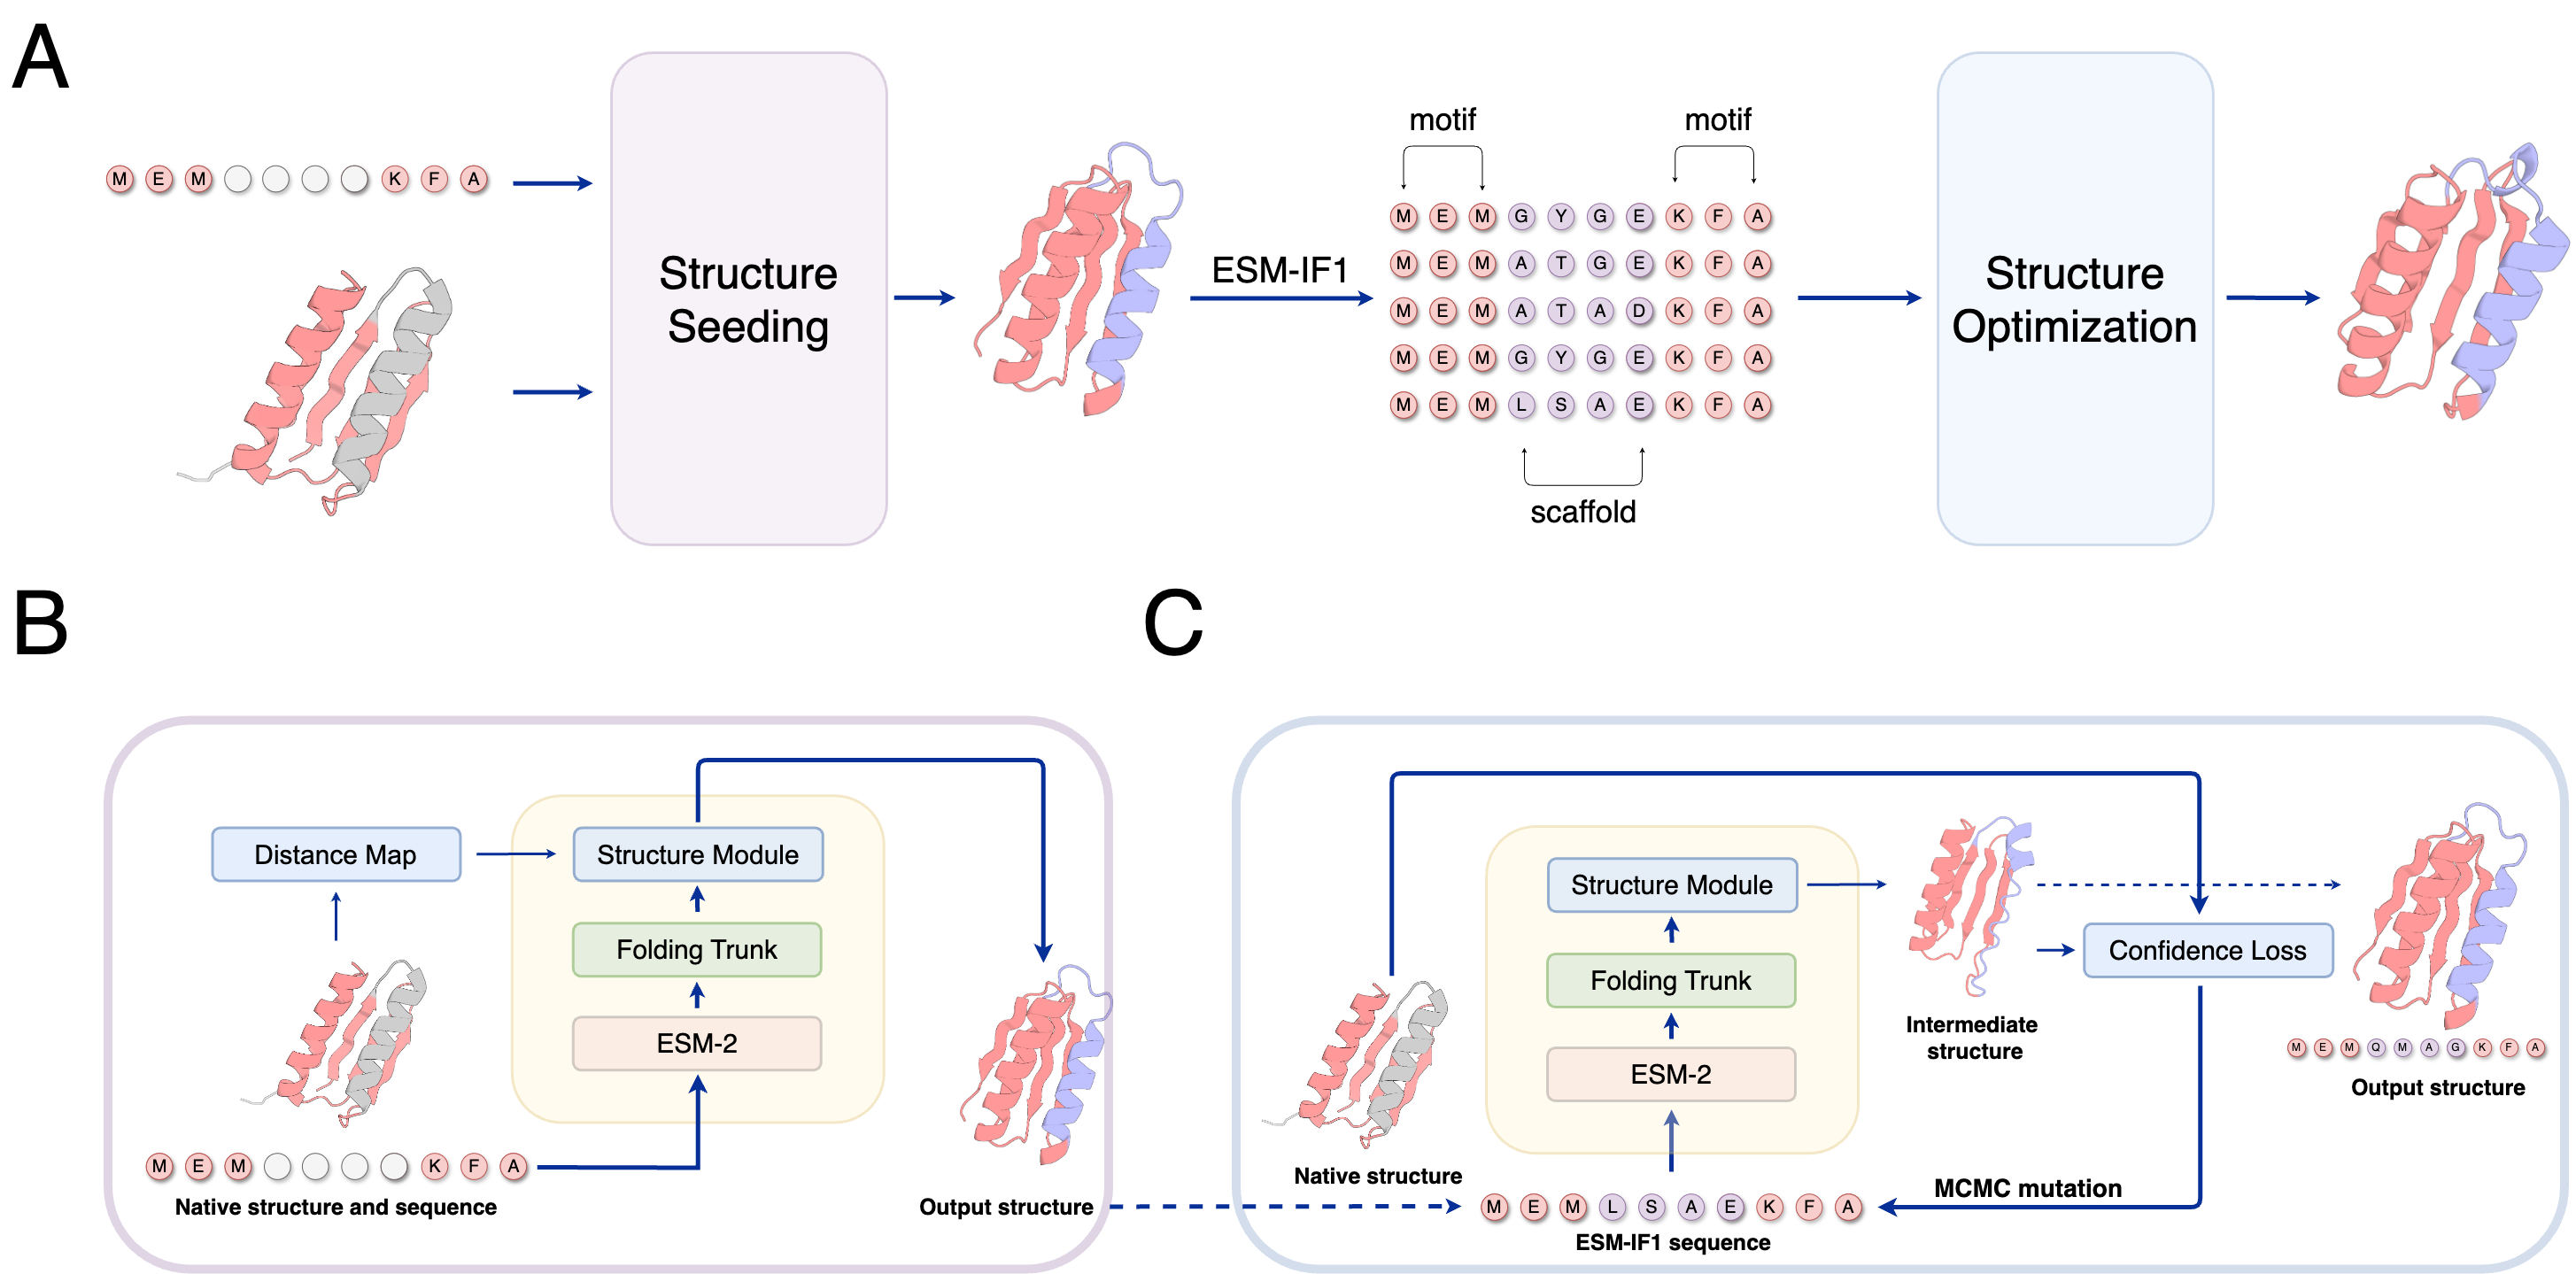 A
M E M K F A
Structure
Seeding
ESM-IF1
motif
motif
M E M G Y G E K F A
M E M A T G E K F A
M E M A T A D K F A
M E M G Y G E K F A
M E M L S A E K F A
scaffold
Structure
Optimization
B
Distance Map
Structure Module
Folding Trunk
ESM-2
M E M K F A
Native structure and sequence
Output structure
C
Structure Module
Folding Trunk
ESM-2
Native structure
M E M L S A E K F A
ESM-IF1 sequence
Intermediate
structure
Confidence Loss
MCMC mutation
M E M Q M A G K F A
Output structure